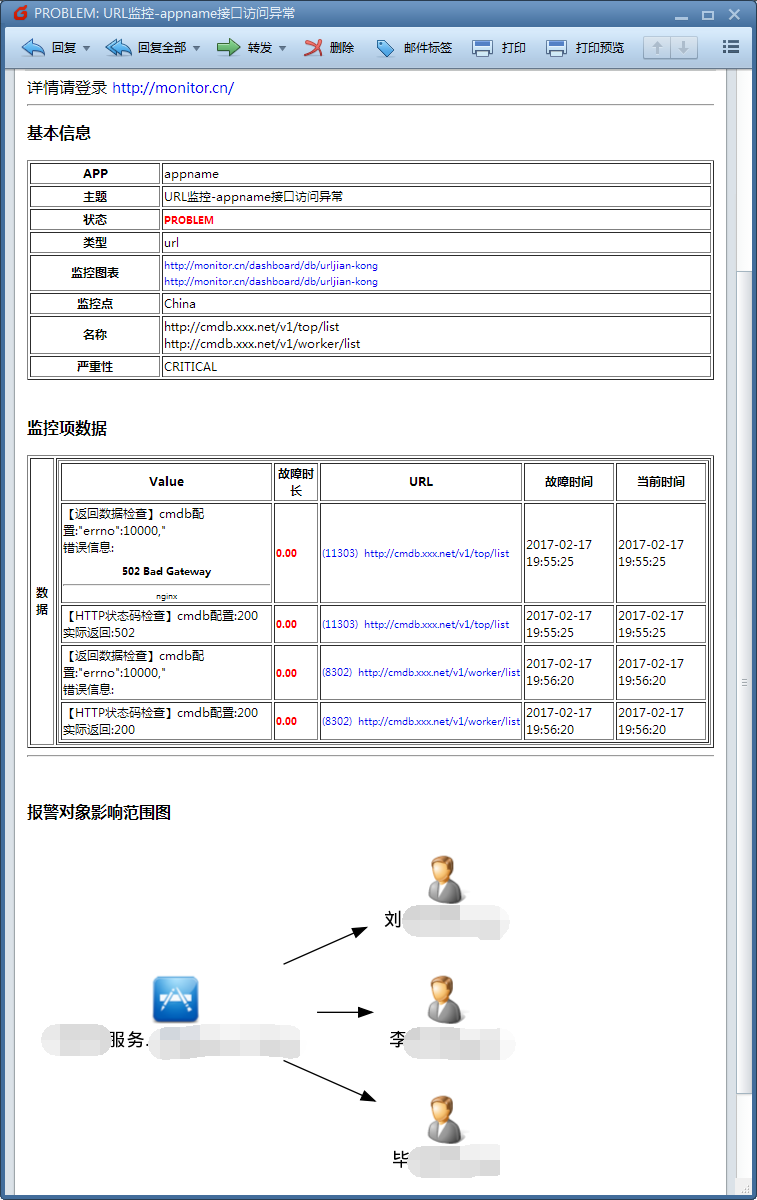 PROBLEM: URL监控-appname接口访问异常
回复 回复全部 转发 删除 邮件标签 打印 打印预览
详情请登录 http://monitor.cn/
基本信息
APP appname
主题 URL监控-appname接口访问异常
状态 PROBLEM
类型 url
监控图表 http://monitor.cn/dashboard/db/urljian-kong
http://monitor.cn/dashboard/db/urljian-kong
监控点 China
名称 http://cmdb.xxx.net/v1/top/list
http://cmdb.xxx.net/v1/worker/list
严重性 CRITICAL
监控项数据
数据
Value 故障时长 URL 故障时间 当前时间
【返回数据检查】cmdb配
置:"errno":10000,"
错误信息:
502 Bad Gateway
nginx
0.00 (11303) http://cmdb.xxx.net/v1/top/list 2017-02-17 19:55:25 2017-02-17 19:55:25
【HTTP状态码检查】cmdb配置:200
实际返回:502
0.00 (11303) http://cmdb.xxx.net/v1/top/list 2017-02-17 19:55:25 2017-02-17 19:55:25
【返回数据检查】cmdb配
置:"errno":10000,"
错误信息:
0.00 (8302) http://cmdb.xxx.net/v1/worker/list 2017-02-17 19:56:20 2017-02-17 19:56:20
【HTTP状态码检查】cmdb配置:200
实际返回:200
0.00 (8302) http://cmdb.xxx.net/v1/worker/list 2017-02-17 19:56:20 2017-02-17 19:56:20
报警对象影响范围图
刘
服务.
李
毕